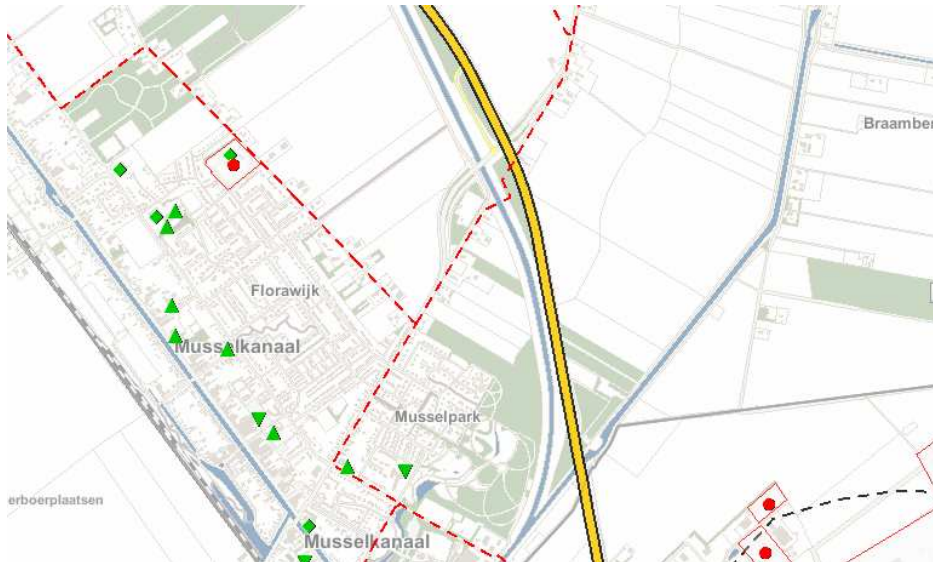 Braamber
Florawijk
Musselkanaal
Musselpark
erboerplaatsen
Musselkanaal